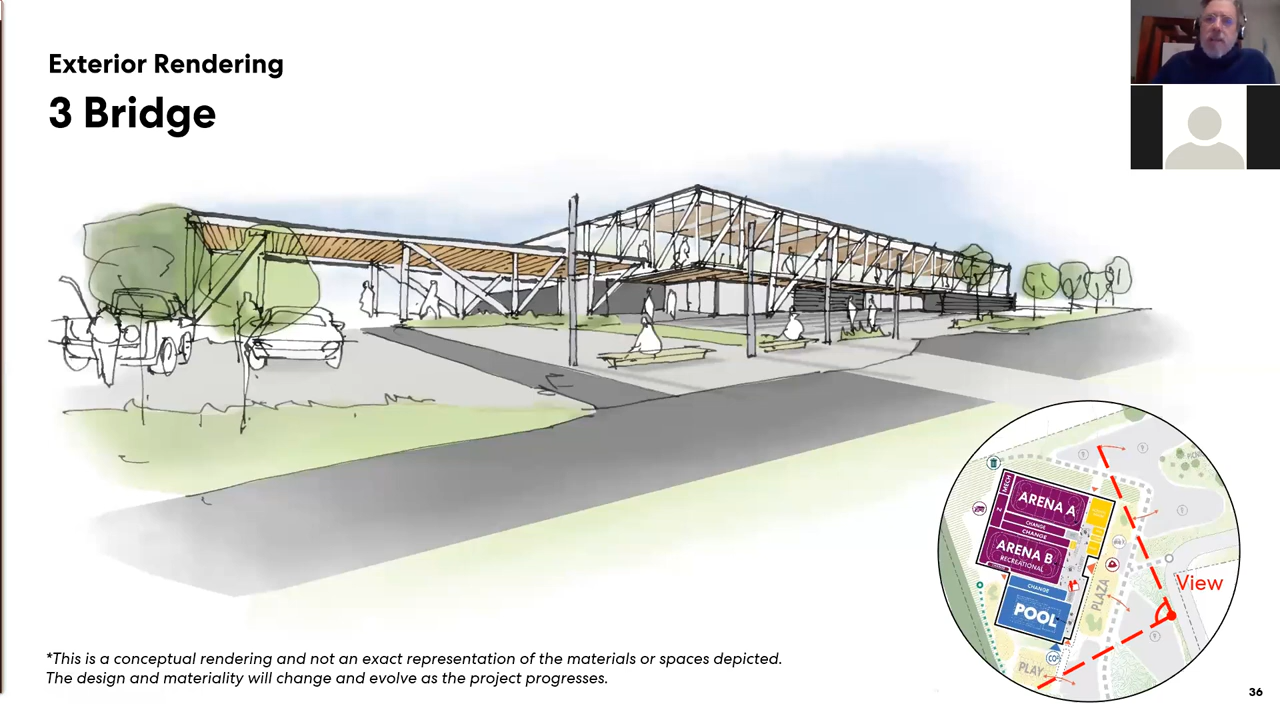 Exterior Rendering
3 Bridge
MECH
ARENA A
CHANGE
CHANGE
ARENA B
RECREATIONAL
CHANGE
POOL
PLAZA
PLAY
View
*This is a conceptual rendering and not an exact representation of the materials or spaces depicted.
The design and materiality will change and evolve as the project progresses.
36